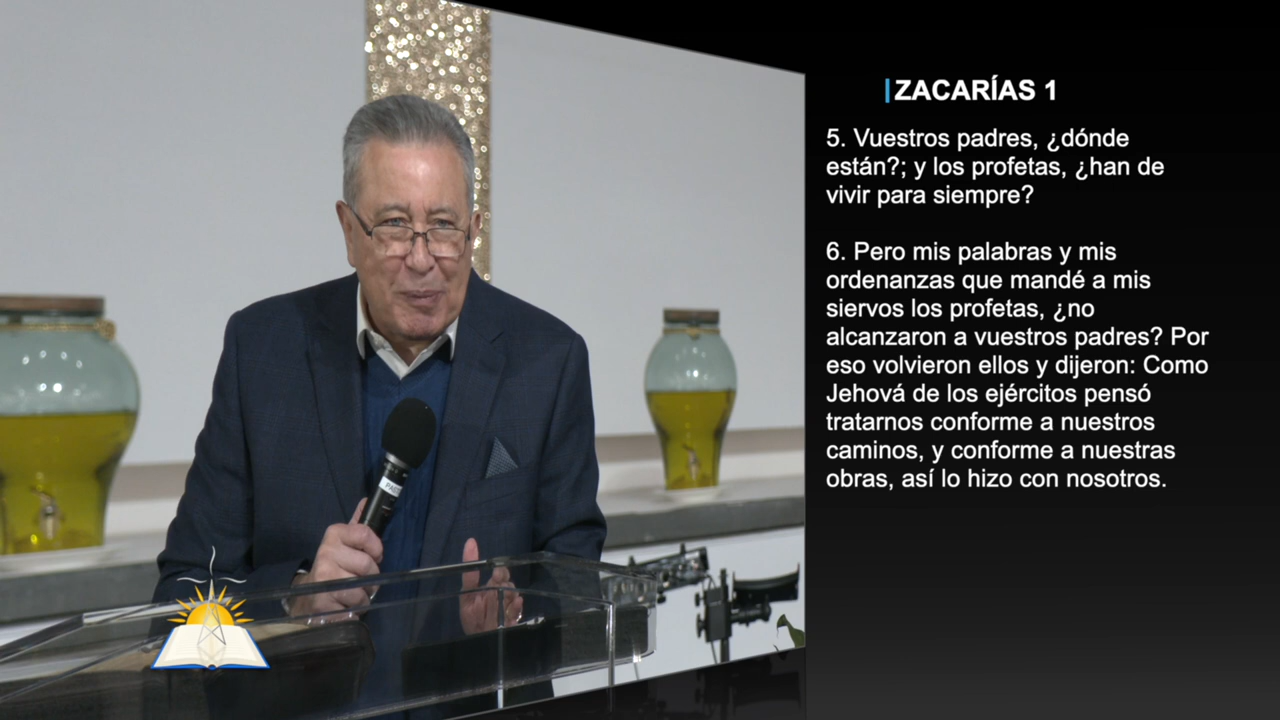 ZACARÍAS 1
5. Vuestros padres, ¿dónde
están?; y los profetas, ¿han de
vivir para siempre?
6. Pero mis palabras y mis
ordenanzas que mandé a mis
siervos los profetas, ¿no
alcanzaron a vuestros padres? Por
eso volvieron ellos y dijeron: Como
Jehová de los ejércitos pensó
tratarnos conforme a nuestros
caminos, y conforme a nuestras
obras, así lo hizo con nosotros.